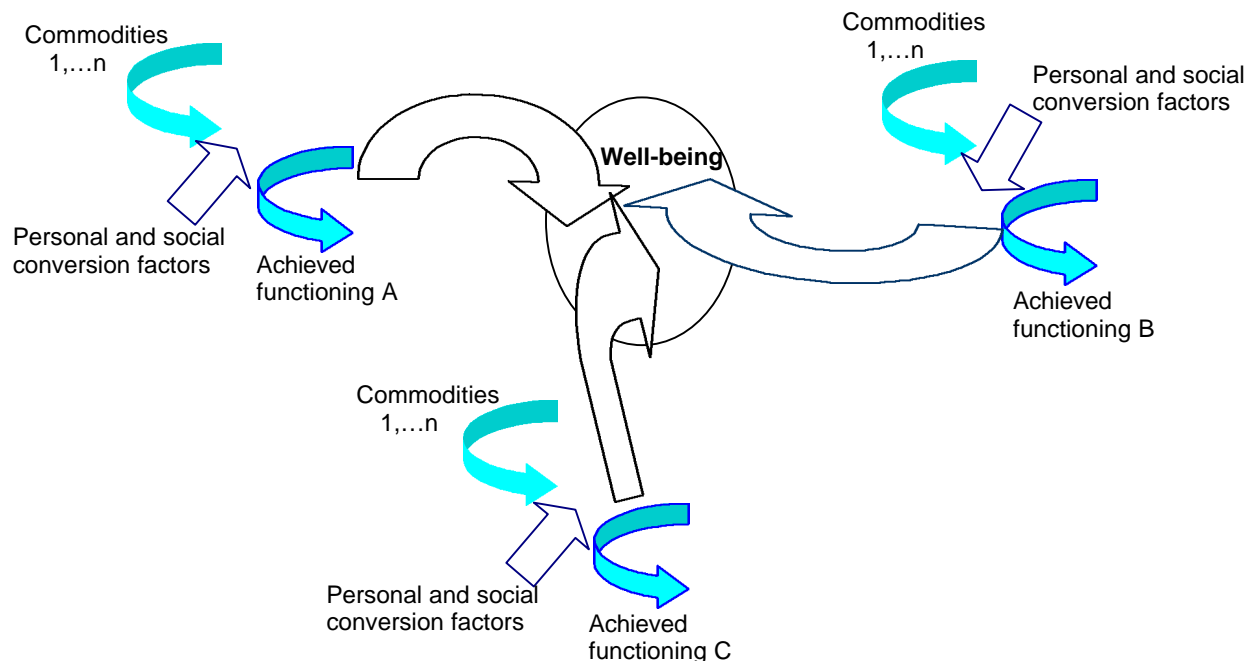 Commodities
1,…n
Personal and social
conversion factors
Achieved
functioning A
Well-being
Commodities
1,…n
Personal and social
conversion factors
Achieved
functioning B
Commodities
1,…n
Personal and social
conversion factors
Achieved
functioning C